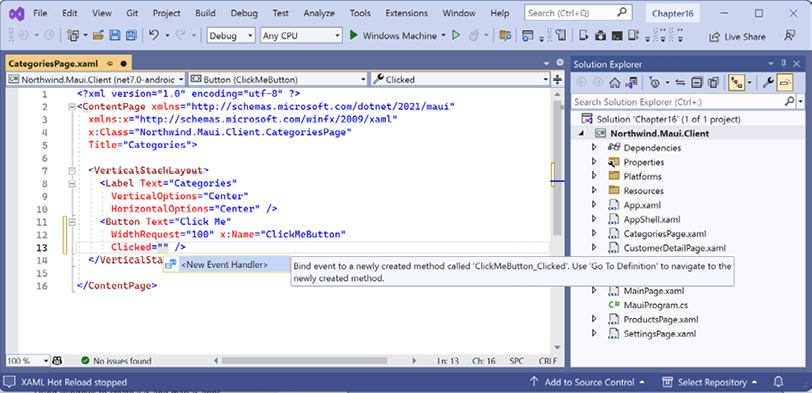 File Edit View Git Project Build Debug Test Analyze Tools Extensions Window Help Search (Ctrl+Q) Chapter16
Debug Any CPU Windows Machine Live Share
CategoriesPage.xaml
Northwind.Maui.Client (net7.0-androic Button (ClickMeButton) Clicked
1 <?xml version="1.0" encoding="utf-8" ?>
2 <ContentPage xmlns="http://schemas.microsoft.com/dotnet/2021/maui"
3 xmlns:x="http://schemas.microsoft.com/winfx/2009/xaml"
4 x:Class="Northwind.Maui.Client.CategoriesPage"
5 Title="Categories">
6
7 <VerticalStackLayout>
8 <Label Text="Categories"
9 VerticalOptions="Center"
10 HorizontalOptions="Center" />
11 <Button Text="Click Me"
12 WidthRequest="100" x:Name="ClickMeButton"
13 Clicked="" />
14 </VerticalStac
15
16 </ContentPage>
<New Event Handler>
Bind event to a newly created method called 'ClickMeButton_Clicked'. Use 'Go To Definition' to navigate to the
newly created method.
100 % No issues found Ln: 13 Ch: 16 SPC CRLF
Solution Explorer
Search Solution Explorer (Ctrl+;)
Solution 'Chapter16' (1 of 1 project)
Northwind.Maui.Client
Dependencies
Properties
Platforms
Resources
App.xaml
AppShell.xaml
CategoriesPage.xaml
CustomerDetailPage.xaml
MainPage.xaml
MauiProgram.cs
ProductsPage.xaml
SettingsPage.xaml
XAML Hot Reload stopped Add to Source Control Select Repository